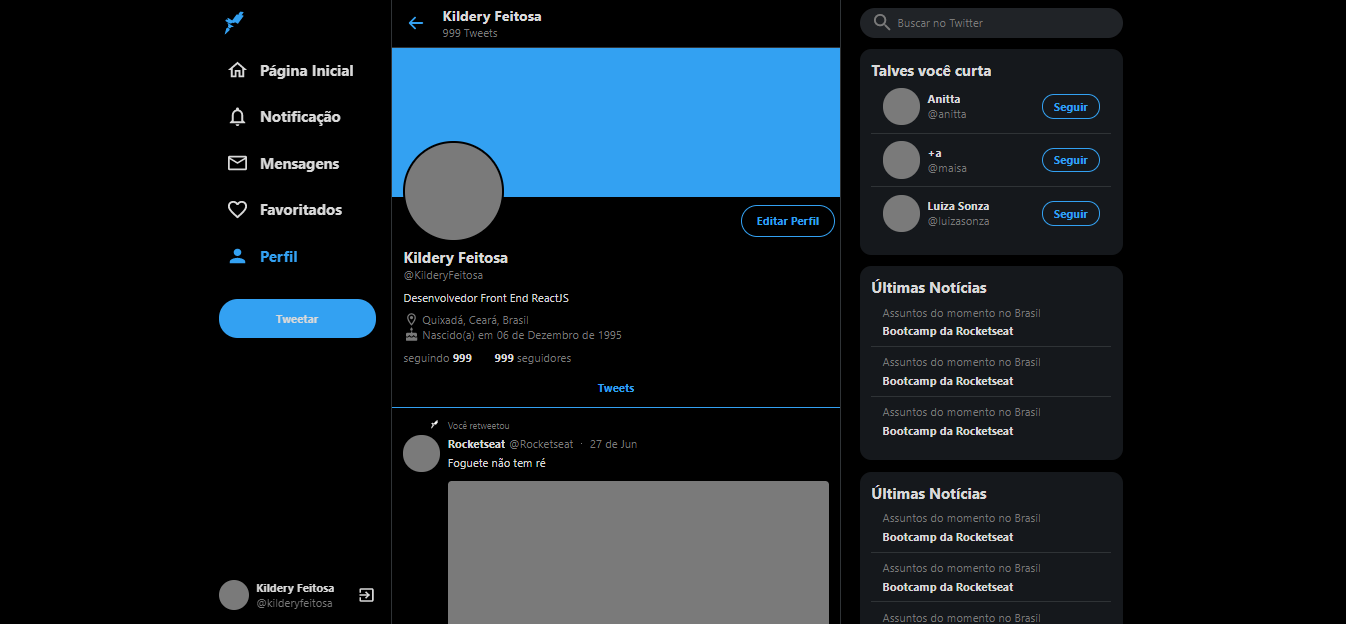 Página Inicial
Notificação
Mensagens
Favoritados
Perfil
Tweetar
Kildery Feitosa
@kilderyfeitosa
Kildery Feitosa
999 Tweets
Editar Perfil
Kildery Feitosa
@KilderyFeitosa
Desenvolvedor Front End ReactJS
Quixadá, Ceará, Brasil
Nascido(a) em 06 de Dezembro de 1995
seguindo 999 999 seguidores
Tweets
Você retweetou
Rocketseat @Rocketseat · 27 de Jun
Foguete não tem ré
Buscar no Twitter
Talves você curta
Anitta
@anitta
Seguir
+a
@maisa
Seguir
Luiza Sonza
@luizasonza
Seguir
Últimas Notícias
Assuntos do momento no Brasil
Bootcamp da Rocketseat
Assuntos do momento no Brasil
Bootcamp da Rocketseat
Assuntos do momento no Brasil
Bootcamp da Rocketseat
Últimas Notícias
Assuntos do momento no Brasil
Bootcamp da Rocketseat
Assuntos do momento no Brasil
Bootcamp da Rocketseat
Assuntos do momento no Brasil